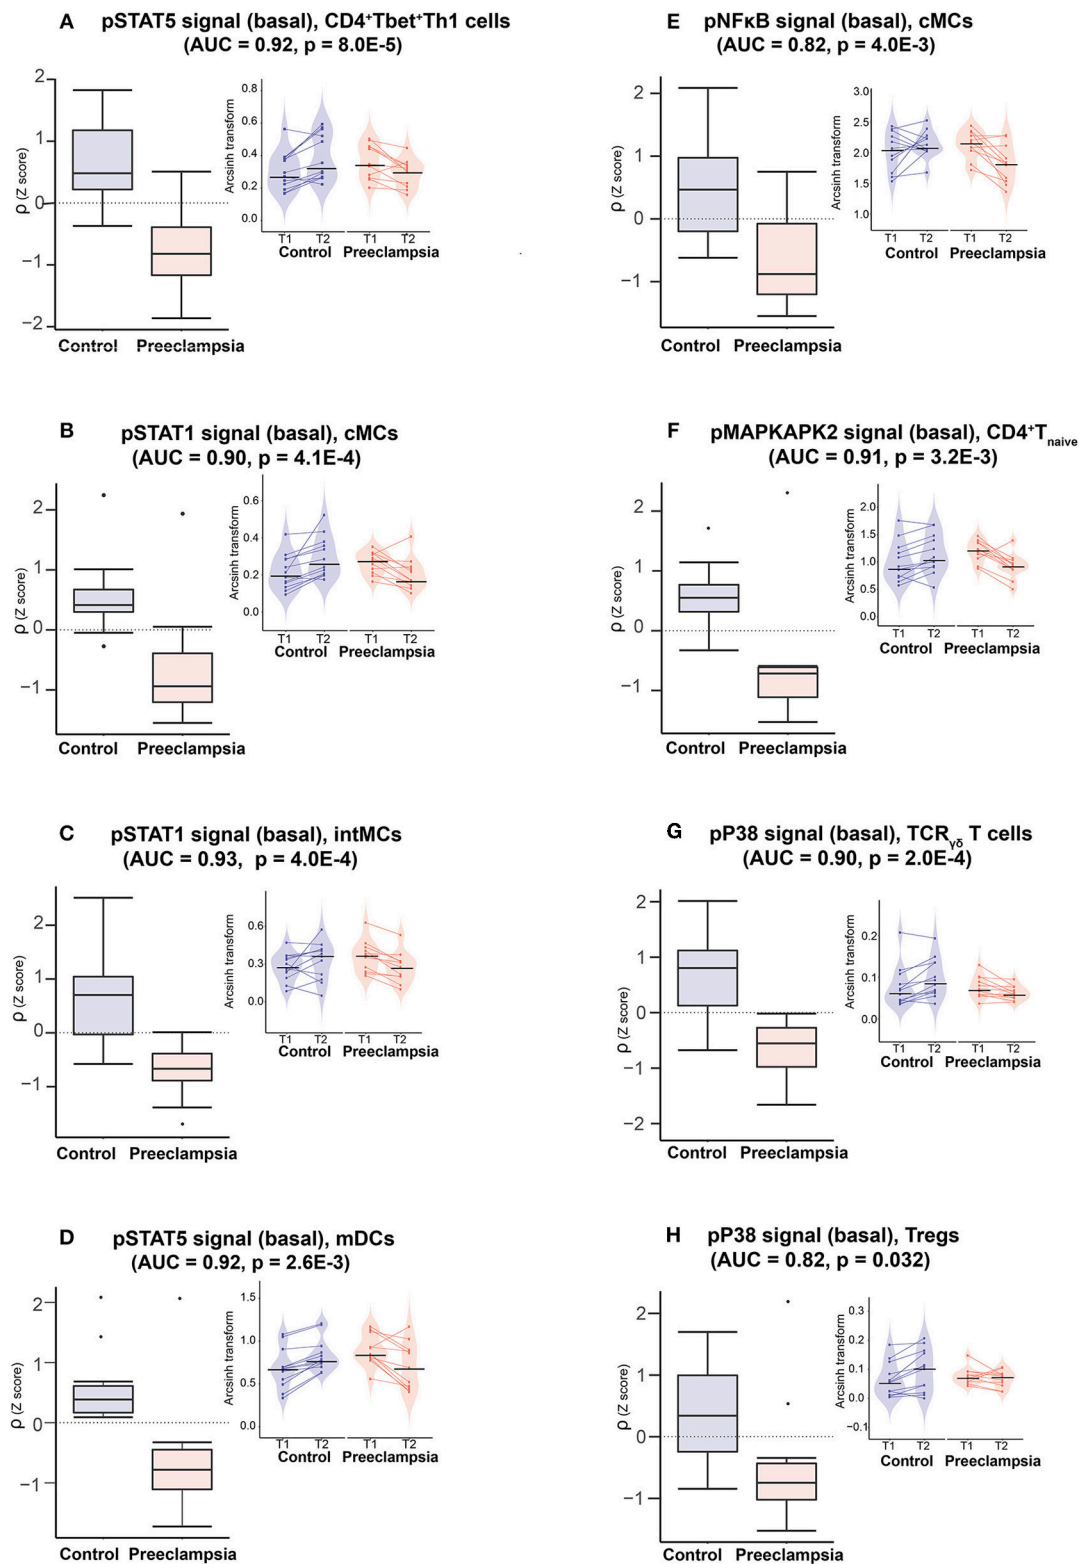 A pSTAT5 signal (basal), CD4⁺Tbet⁺Th1 cells
(AUC = 0.92, p = 8.0E-5)
2
1
0
−1
−2
ρ (Z score)
Control Preeclampsia
0.8
0.6
0.4
0.2
0.0
Arcsinh transform
T1 T2 T1 T2
Control Preeclampsia
B pSTAT1 signal (basal), cMCs
(AUC = 0.90, p = 4.1E-4)
2
1
0
−1
ρ (Z score)
Control Preeclampsia
0.6
0.4
0.2
0.0
Arcsinh transform
T1 T2 T1 T2
Control Preeclampsia
C pSTAT1 signal (basal), intMCs
(AUC = 0.93, p = 4.0E-4)
2
1
0
−1
ρ (Z score)
Control Preeclampsia
0.6
0.3
0.0
Arcsinh transform
T1 T2 T1 T2
Control Preeclampsia
D pSTAT5 signal (basal), mDCs
(AUC = 0.92, p = 2.6E-3)
2
1
0
−1
ρ (Z score)
Control Preeclampsia
1.5
1.0
0.5
0.0
Arcsinh transform
T1 T2 T1 T2
Control Preeclampsia
E pNFκB signal (basal), cMCs
(AUC = 0.82, p = 4.0E-3)
2
1
0
−1
ρ (Z score)
Control Preeclampsia
3.0
2.5
2.0
1.5
1.0
Arcsinh transform
T1 T2 T1 T2
Control Preeclampsia
F pMAPKAPK2 signal (basal), CD4⁺Tnaive
(AUC = 0.91, p = 3.2E-3)
2
1
0
−1
ρ (Z score)
Control Preeclampsia
2.0
1.5
1.0
0.5
0.0
Arcsinh transform
T1 T2 T1 T2
Control Preeclampsia
G pP38 signal (basal), TCRγδ T cells
(AUC = 0.90, p = 2.0E-4)
2
1
0
−1
−2
ρ (Z score)
Control Preeclampsia
0.2
0.1
0.0
Arcsinh transform
T1 T2 T1 T2
Control Preeclampsia
H pP38 signal (basal), Tregs
(AUC = 0.82, p = 0.032)
2
1
0
−1
ρ (Z score)
Control Preeclampsia
0.3
0.2
0.1
0.0
−0.1
Arcsinh transform
T1 T2 T1 T2
Control Preeclampsia